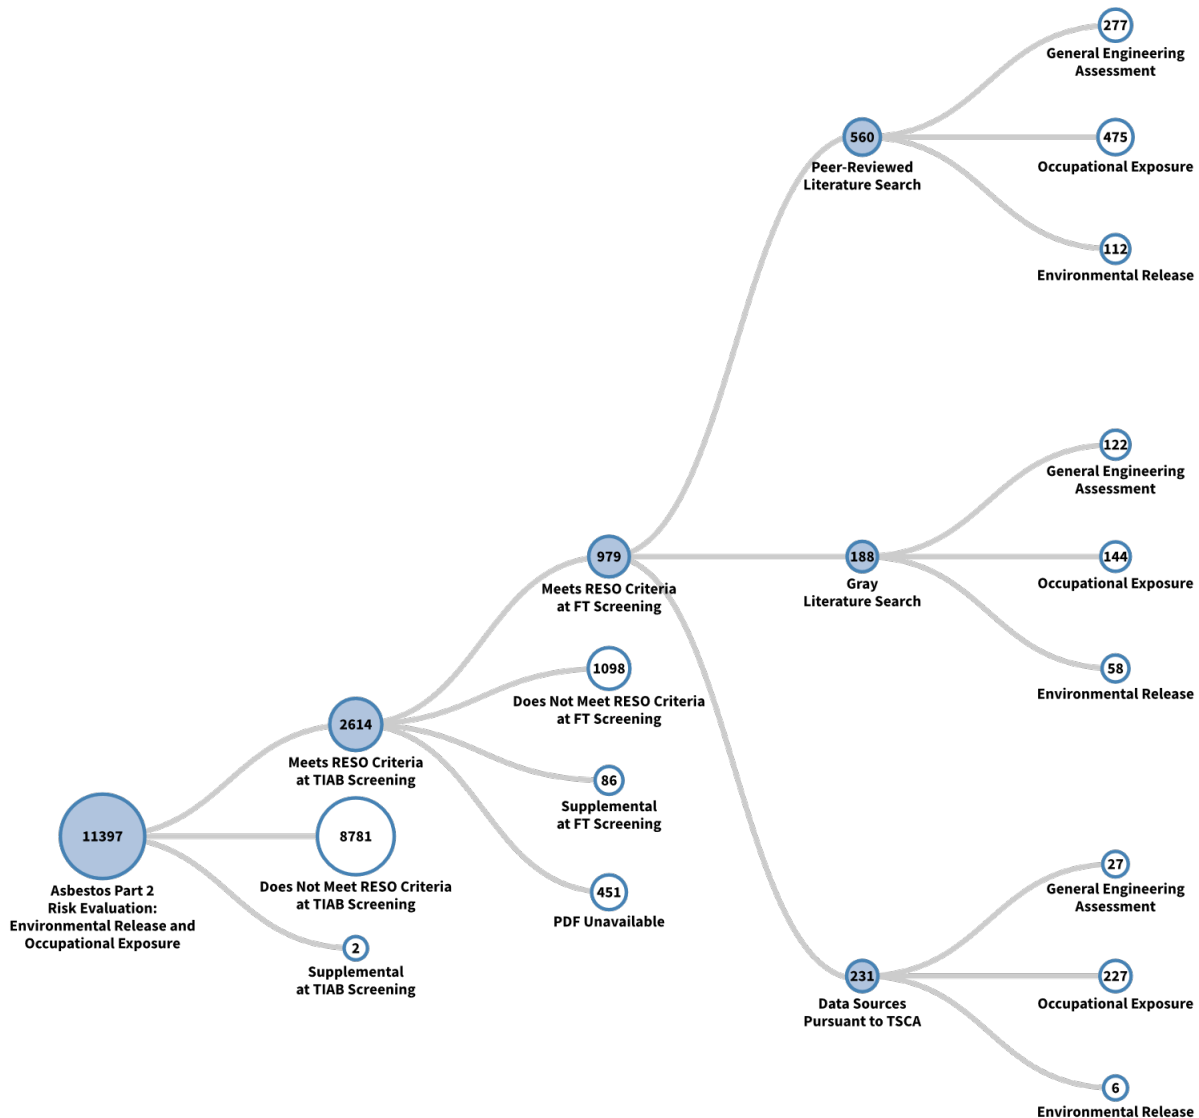 277
General Engineering
Assessment
560
475
Peer-Reviewed
Literature Search
Occupational Exposure
112
Environmental Release
122
General Engineering
Assessment
979
188
144
Meets RESO Criteria
at FT Screening
Gray
Literature Search
Occupational Exposure
1098
58
Does Not Meet RESO Criteria
at FT Screening
Environmental Release
2614
Meets RESO Criteria
at TIAB Screening
86
Supplemental
at FT Screening
11397
8781
27
Asbestos Part 2
Risk Evaluation:
Environmental Release and
Occupational Exposure
Does Not Meet RESO Criteria
at TIAB Screening
451
PDF Unavailable
General Engineering
Assessment
2
Supplemental
at TIAB Screening
231
Data Sources
Pursuant to TSCA
227
Occupational Exposure
6
Environmental Release